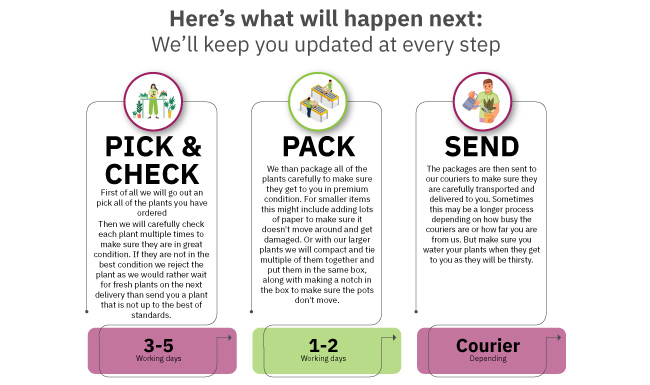 Here's what will happen next:
We'll keep you updated at every step
PICK &
CHECK
First of all we will go out an
pick all of the plants you have
ordered
Then we will carefully check
each plant multiple times to
make sure they are in great
condition. If they are not in the
best condition we reject the
plant as we would rather wait
for fresh plants on the next
delivery than send you a plant
that is not up to the best of
standards.
3-5
Working days
PACK
We than package all of the
plants carefully to make sure
they get to you in premium
condition. For smaller items
this might include adding lots
of paper to make sure it
doesn't move around and get
damaged. Or with our larger
plants we will compact and tie
multiple of them together and
put them in the same box,
along with making a notch in
the box to make sure the pots
don't move.
1-2
Working days
SEND
The packages are then sent to
our couriers to make sure they
are carefully transported and
delivered to you. Sometimes
this may be a longer process
depending on how busy the
couriers are or how far you are
from us. But make sure you
water your plants when they get
to you as they will be thirsty.
Courier
Depending